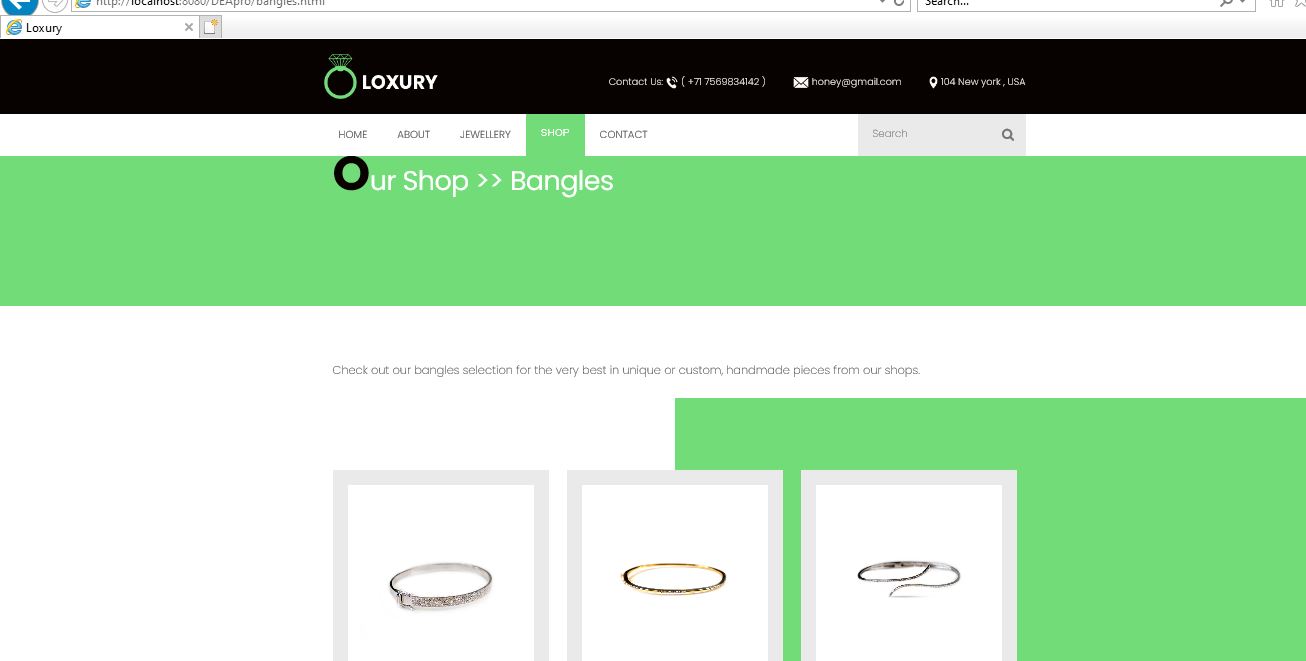 http://localhost:8080/DEApro/bangles.html
Search...
Loxury
LOXURY
Contact Us: ( +71 7569834142 ) honey@gmail.com 104 New york , USA
HOME ABOUT JEWELLERY SHOP CONTACT Search
Our Shop >> Bangles
Check out our bangles selection for the very best in unique or custom, handmade pieces from our shops.